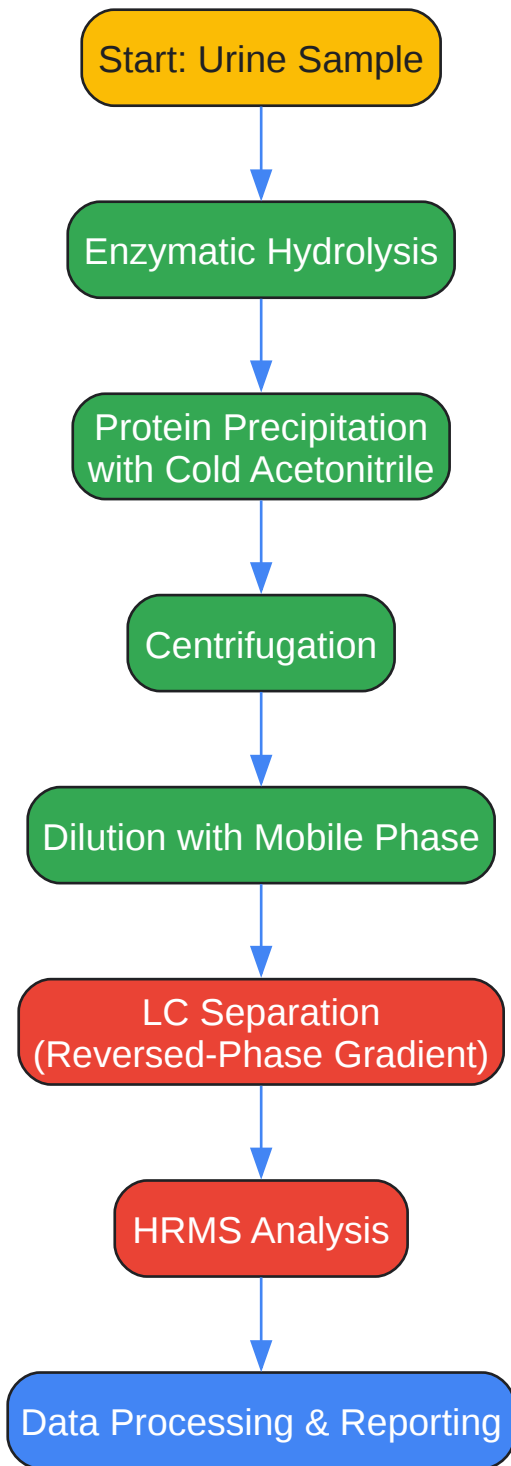 Start: Urine Sample
Enzymatic Hydrolysis
Protein Precipitation
with Cold Acetonitrile
Centrifugation
Dilution with Mobile Phase
LC Separation
(Reversed-Phase Gradient)
HRMS Analysis
Data Processing & Reporting